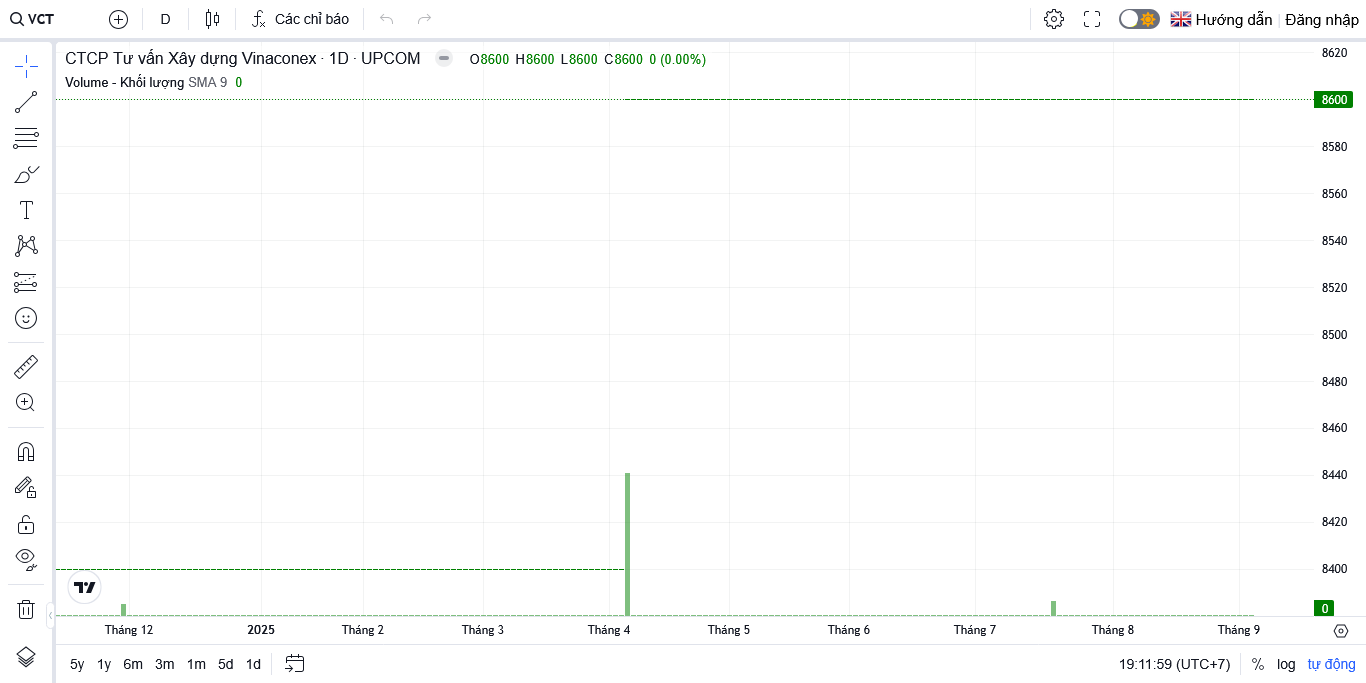 VCT D Các chỉ báo Hướng dẫn Đăng nhập
CTCP Tư vấn Xây dựng Vinaconex · 1D · UPCOM O8600 H8600 L8600 C8600 0 (0.00%)
Volume - Khối lượng SMA 9 0
8620
8600
8580
8560
8540
8520
8500
8480
8460
8440
8420
8400
0
Tháng 12 2025 Tháng 2 Tháng 3 Tháng 4 Tháng 5 Tháng 6 Tháng 7 Tháng 8 Tháng 9
5y 1y 6m 3m 1m 5d 1d 19:11:59 (UTC+7) % log tự động